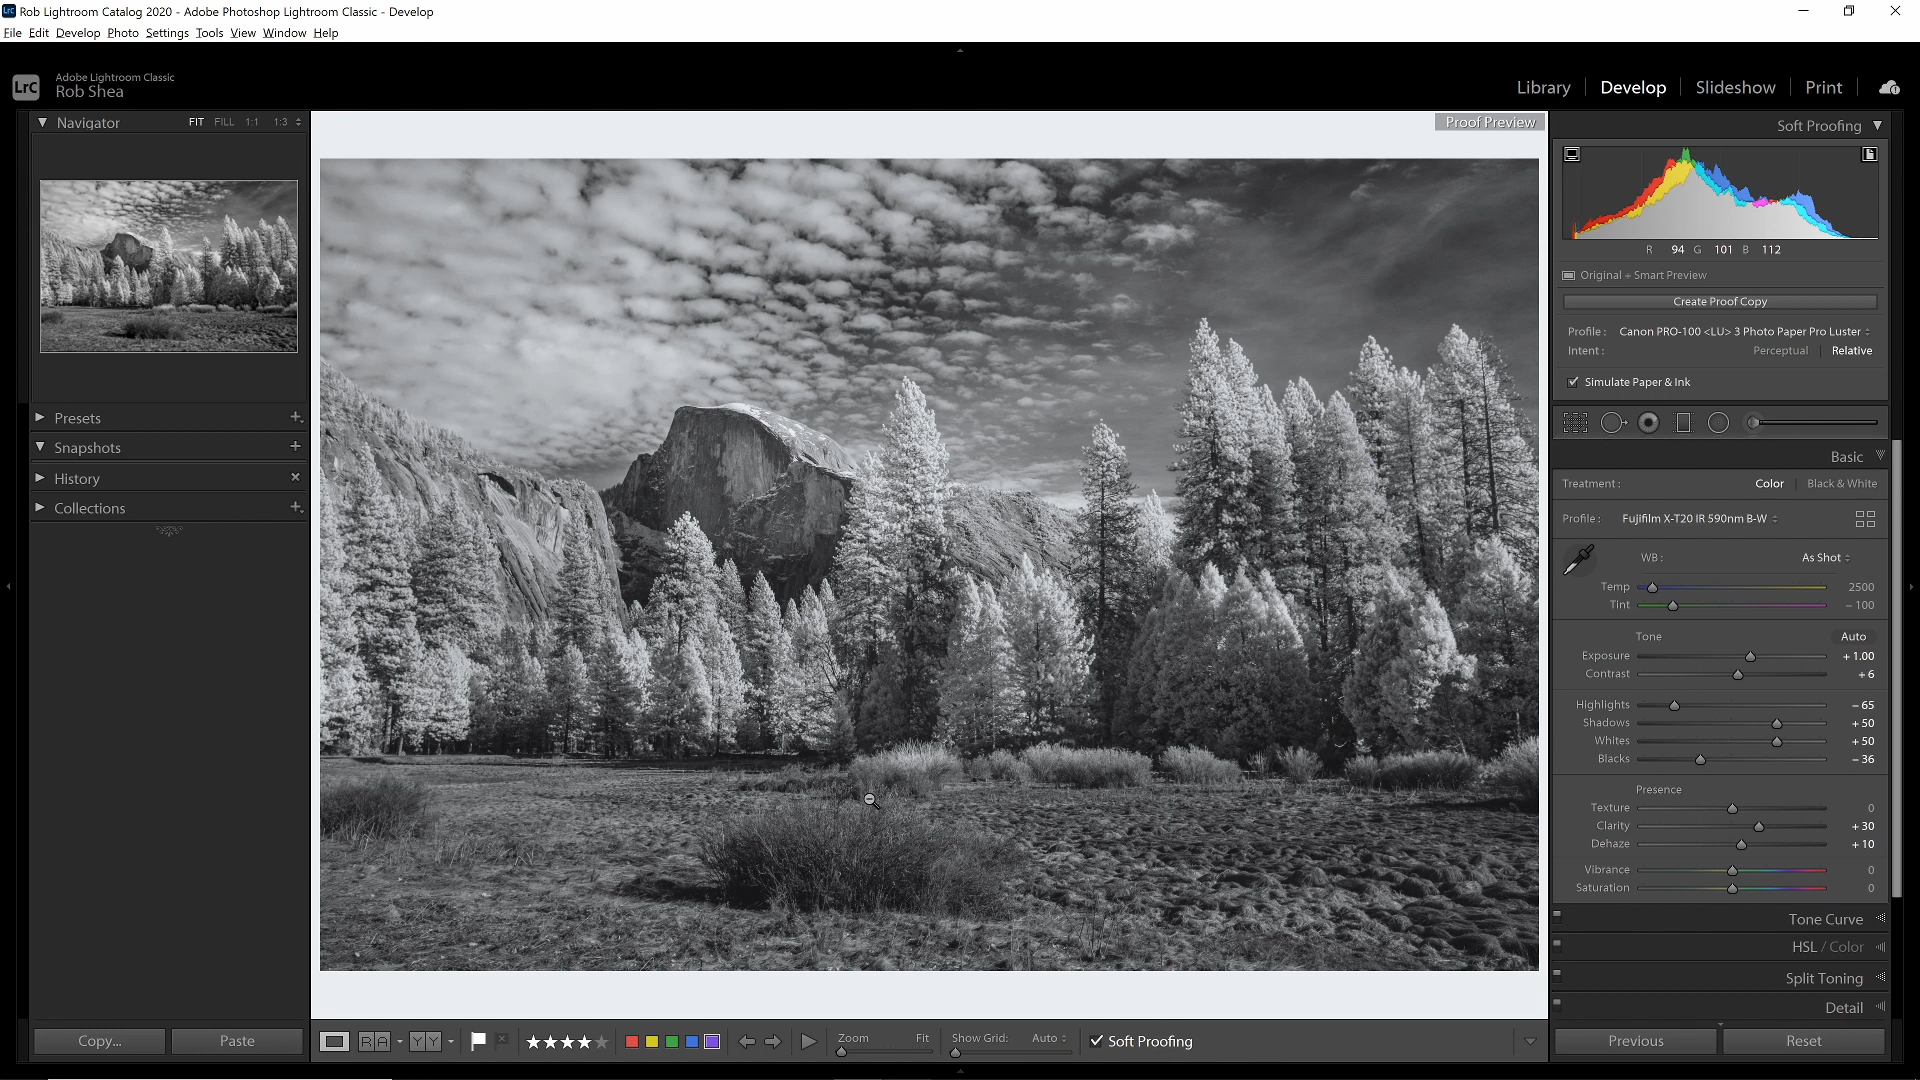 LrC Rob Lightroom Catalog 2020 - Adobe Photoshop Lightroom Classic - Develop
File Edit Develop Photo Settings Tools View Window Help
LrC
Adobe Lightroom Classic
Rob Shea
Library Develop Slideshow Print
Navigator FIT FILL 1:1 1:3
Presets
Snapshots
History
Collections
Copy... Paste
Proof Preview
RA YY
Zoom Fit
Show Grid: Auto
Soft Proofing
Soft Proofing
R 94 G 101 B 112
Original + Smart Preview
Create Proof Copy
Profile : Canon PRO-100 <LU> 3 Photo Paper Pro Luster
Intent : Perceptual Relative
Simulate Paper & Ink
Basic
Treatment : Color Black & White
Profile : Fujifilm X-T20 IR 590nm B-W
WB : As Shot
Temp 2500
Tint - 100
Tone Auto
Exposure + 1.00
Contrast + 6
Highlights - 65
Shadows + 50
Whites + 50
Blacks - 36
Presence
Texture 0
Clarity + 30
Dehaze + 10
Vibrance 0
Saturation 0
Tone Curve
HSL / Color
Split Toning
Detail
Previous Reset